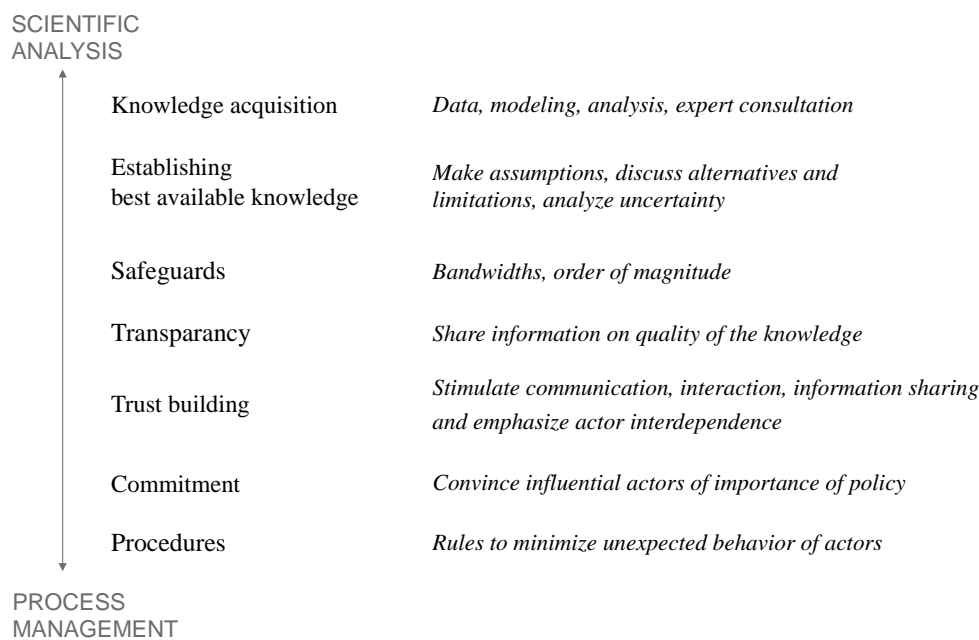 SCIENTIFIC
ANALYSIS
Knowledge acquisition
Data, modeling, analysis, expert consultation
Establishing
best available knowledge
Make assumptions, discuss alternatives and
limitations, analyze uncertainty
Safeguards
Bandwidths, order of magnitude
Transparancy
Share information on quality of the knowledge
Trust building
Stimulate communication, interaction, information sharing
and emphasize actor interdependence
Commitment
Convince influential actors of importance of policy
Procedures
Rules to minimize unexpected behavior of actors
PROCESS
MANAGEMENT